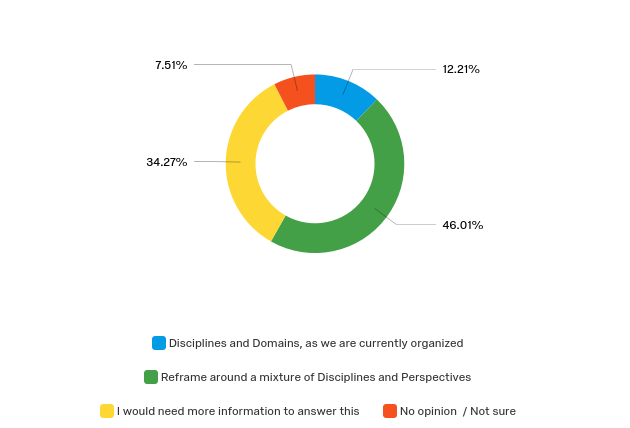 7.51%
12.21%
34.27%
46.01%
Disciplines and Domains, as we are currently organized
Reframe around a mixture of Disciplines and Perspectives
I would need more information to answer this
No opinion / Not sure